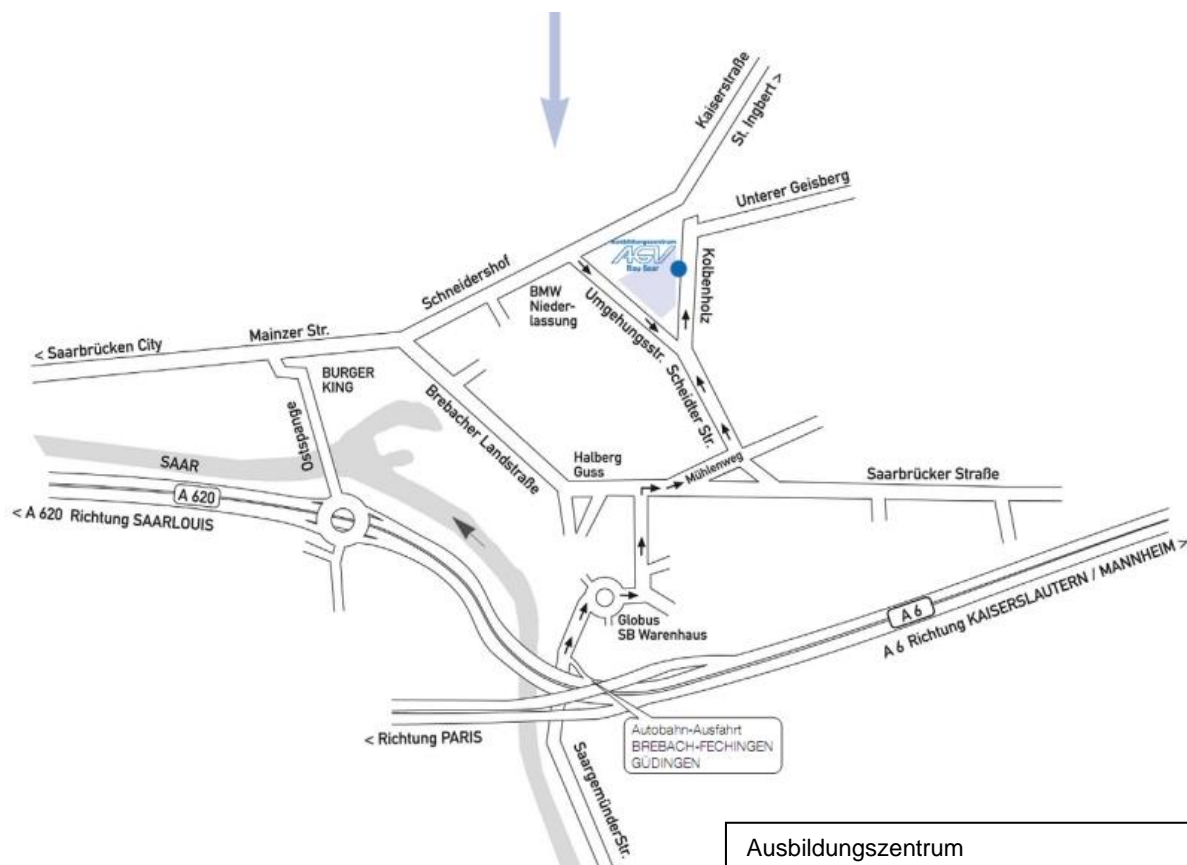 Kaiserstraße
St. Ingbert >
Unterer Geisberg
Ausbildungszentrum
AGV
Bau Saar
Kolbenholz
Schneidershof
BMW
Nieder-
lassung
Umgehungsstr.
Scheidter Str.
Mainzer Str.
< Saarbrücken City
BURGER
KING
Ostspange
Brebacher Landstraße
Halberg
Guss
Mühlenweg
Saarbrücker Straße
SAAR
A 620
< A 620 Richtung SAARLOUIS
Globus
SB Warenhaus
A 6
A 6 Richtung KAISERSLAUTERN / MANNHEIM >
< Richtung PARIS
Autobahn-Ausfahrt
BREBACH-FECHINGEN
GÜDINGEN
SaargemünderStr.
Ausbildungszentrum